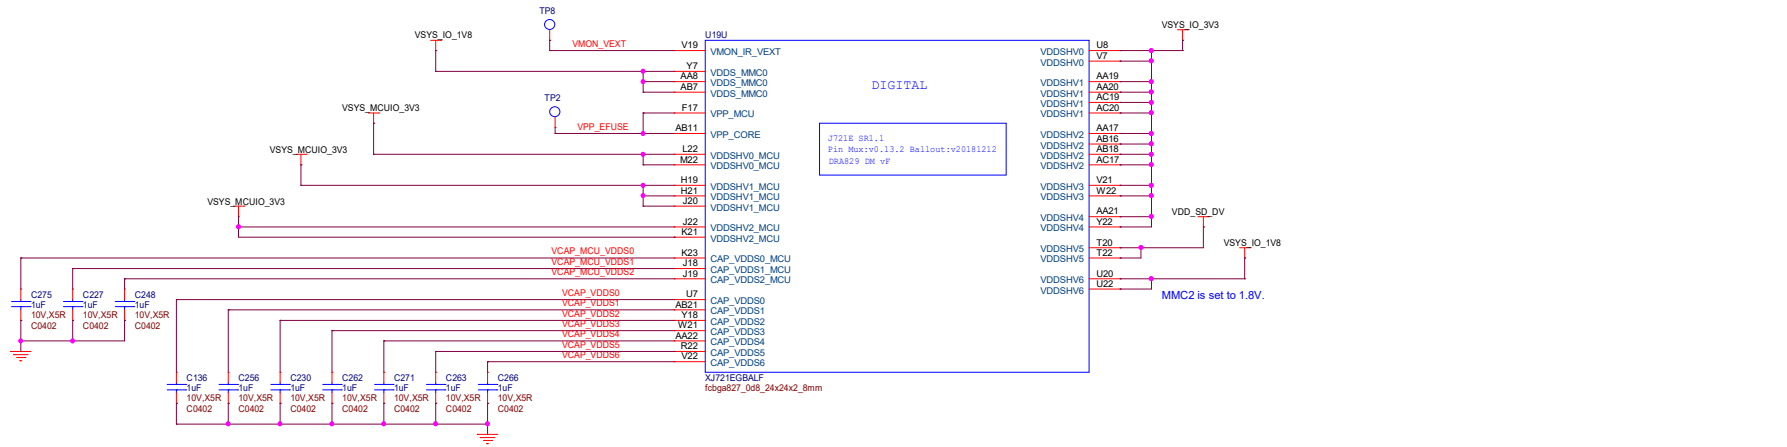 TP8
VSYS_IO_1V8
VMON_VEXT
V19
VMON_IR_VEXT
Y7
VDDS_MMC0
AA8
VDDS_MMC0
AB7
VDDS_MMC0
TP2
VSYS_MCUIO_3V3
F17
VPP_MCU
VPP_EFUSE
AB11
VPP_CORE
VSYS_MCUIO_3V3
L22
VDDSHV0_MCU
M22
VDDSHV0_MCU
H19
VDDSHV1_MCU
H21
VDDSHV1_MCU
J20
VDDSHV1_MCU
VSYS_MCUIO_3V3
J22
VDDSHV2_MCU
K21
VDDSHV2_MCU
VCAP_MCU_VDDS0
K23
CAP_VDDS0_MCU
VCAP_MCU_VDDS1
J18
CAP_VDDS1_MCU
VCAP_MCU_VDDS2
J19
CAP_VDDS2_MCU
VCAP_VDDS0
U7
CAP_VDDS0
VCAP_VDDS1
AB21
CAP_VDDS1
VCAP_VDDS2
Y18
CAP_VDDS2
VCAP_VDDS3
W21
CAP_VDDS3
VCAP_VDDS4
AA22
CAP_VDDS4
VCAP_VDDS5
R22
CAP_VDDS5
VCAP_VDDS6
V22
CAP_VDDS6
C275
1uF
10V,X5R
C0402
C227
1uF
10V,X5R
C0402
C248
1uF
10V,X5R
C0402
C136
1uF
10V,X5R
C0402
C256
1uF
10V,X5R
C0402
C230
1uF
10V,X5R
C0402
C262
1uF
10V,X5R
C0402
C271
1uF
10V,X5R
C0402
C263
1uF
10V,X5R
C0402
C266
1uF
10V,X5R
C0402
U19U
DIGITAL
J721E SR1.1
Pin Mux:v0.13.2 Ballout:v20181212
DRA829 DM vF
XJ721EGBALF
fcbga827_0d8_24x24x2_8mm
VSYS_IO_3V3
VDDSHV0
U8
VDDSHV0
V7
VDDSHV1
AA19
VDDSHV1
AA20
VDDSHV1
AC19
VDDSHV1
AC20
VDDSHV2
AA17
VDDSHV2
AB16
VDDSHV2
AB18
VDDSHV2
AC17
VDDSHV3
V21
VDDSHV3
W22
VDDSHV4
AA21
VDDSHV4
Y22
VDD_SD_DV
VDDSHV5
T20
VDDSHV5
T22
VSYS_IO_1V8
VDDSHV6
U20
VDDSHV6
U22
MMC2 is set to 1.8V.